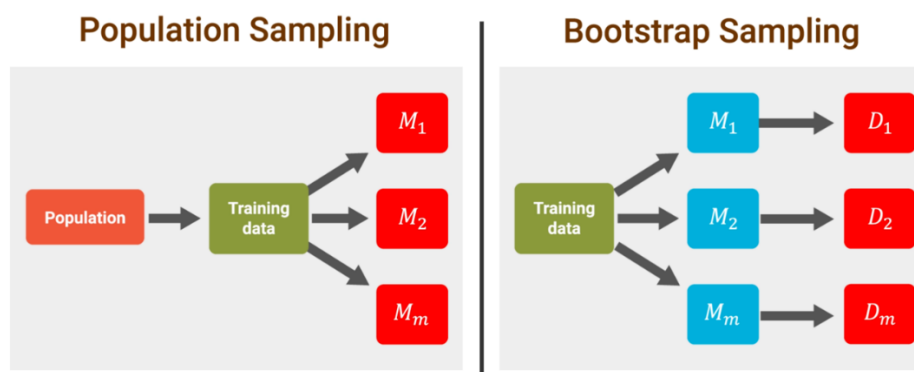 Population Sampling
Population
Training
data
M₁
M₂
Mₘ
Bootstrap Sampling
Training
data
M₁
M₂
Mₘ
D₁
D₂
Dₘ